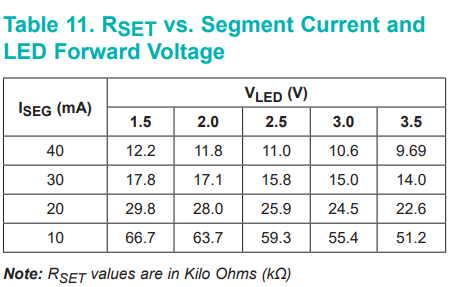 Table 11. RSET vs. Segment Current and
LED Forward Voltage
ISEG (mA)
VLED (V)
1.5 2.0 2.5 3.0 3.5
40 12.2 11.8 11.0 10.6 9.69
30 17.8 17.1 15.8 15.0 14.0
20 29.8 28.0 25.9 24.5 22.6
10 66.7 63.7 59.3 55.4 51.2
Note: RSET values are in Kilo Ohms (kΩ)